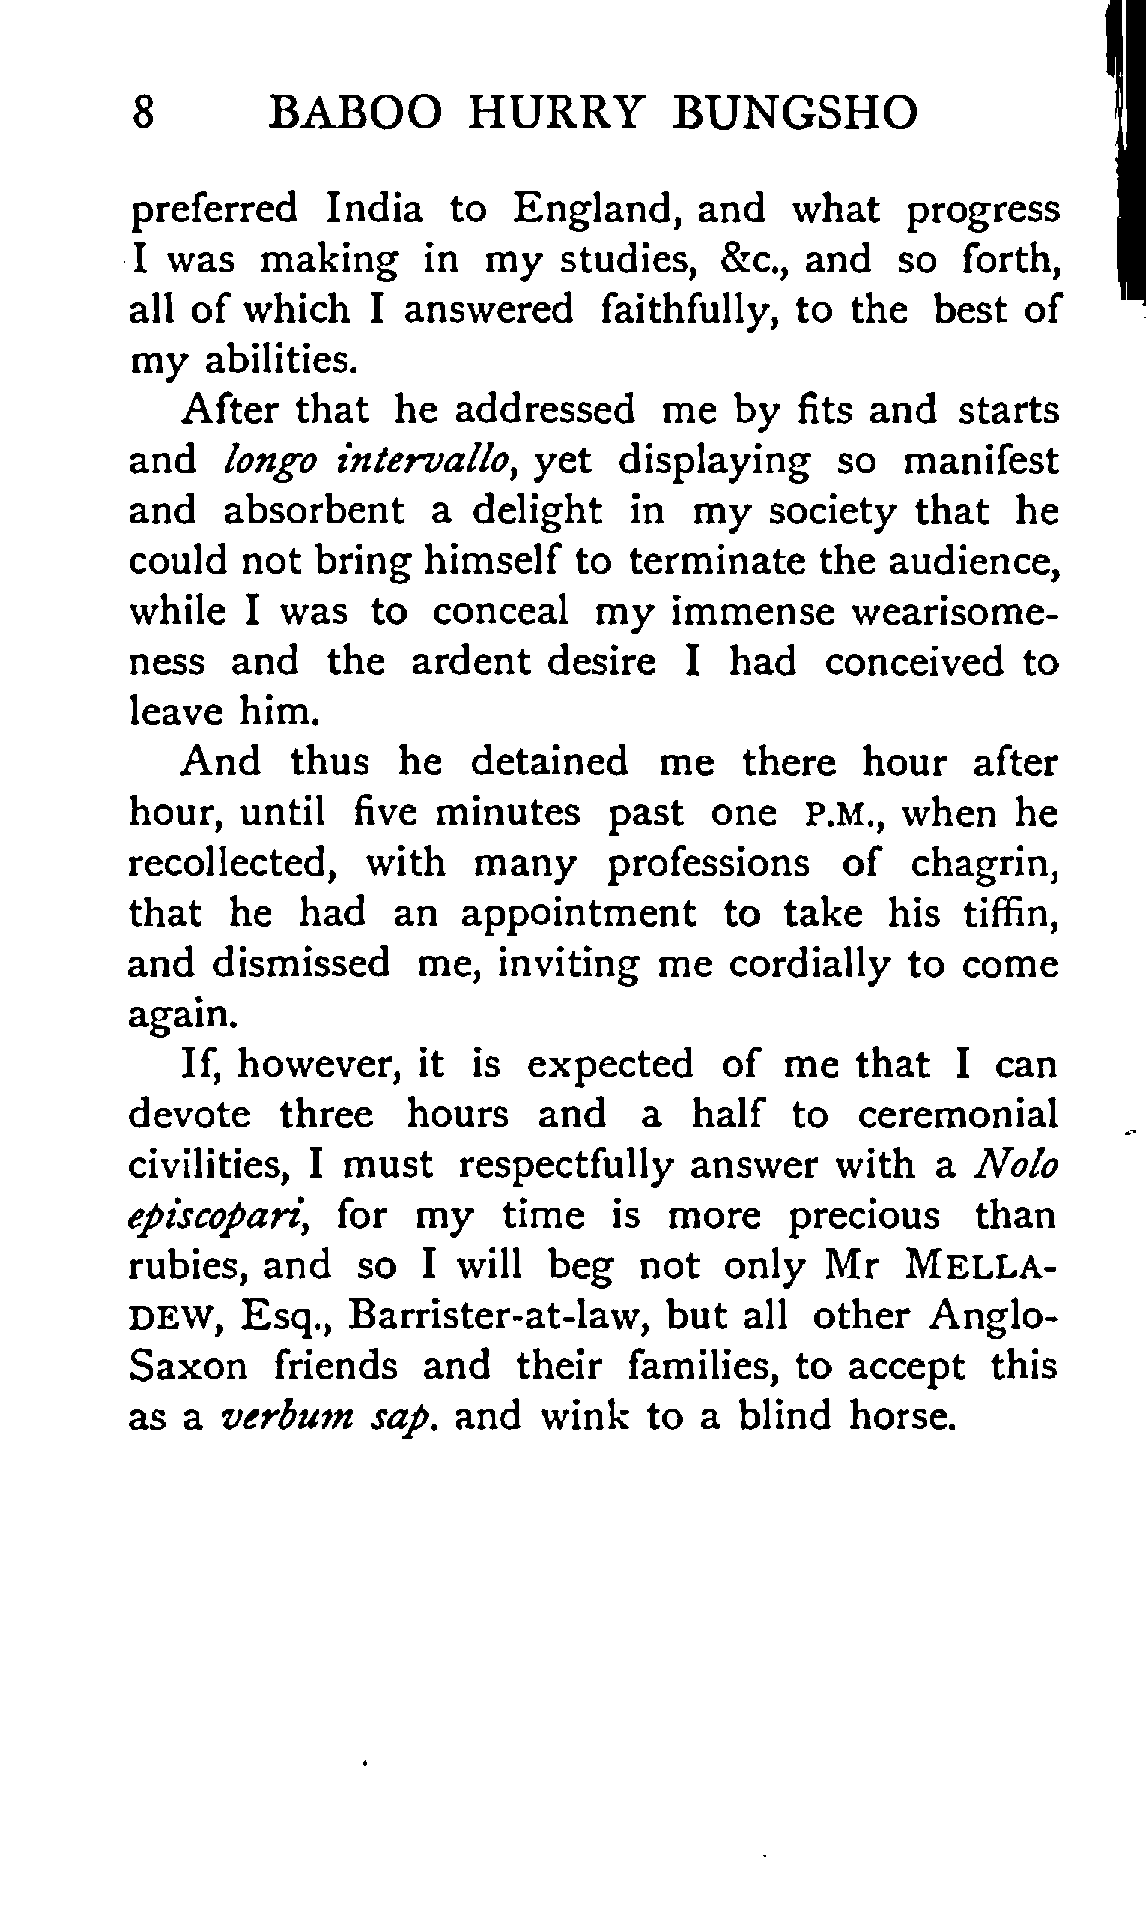 8 BABOO HURRY BUNGSHO
preferred India to England, and what progress
I was making in my studies, &c., and so forth,
all of which I answered faithfully, to the best of
my abilities.
After that he addressed me by fits and starts
and longo intervallo, yet displaying so manifest
and absorbent a delight in my society that he
could not bring himself to terminate the audience,
while I was to conceal my immense wearisome-
ness and the ardent desire I had conceived to
leave him.
And thus he detained me there hour after
hour, until five minutes past one P.M., when he
recollected, with many professions of chagrin,
that he had an appointment to take his tiffin,
and dismissed me, inviting me cordially to come
again.
If, however, it is expected of me that I can
devote three hours and a half to ceremonial
civilities, I must respectfully answer with a Nolo
episcopari, for my time is more precious than
rubies, and so I will beg not only Mr MELLA-
DEW, Esq., Barrister-at-law, but all other Anglo-
Saxon friends and their families, to accept this
as a verbum sap. and wink to a blind horse.